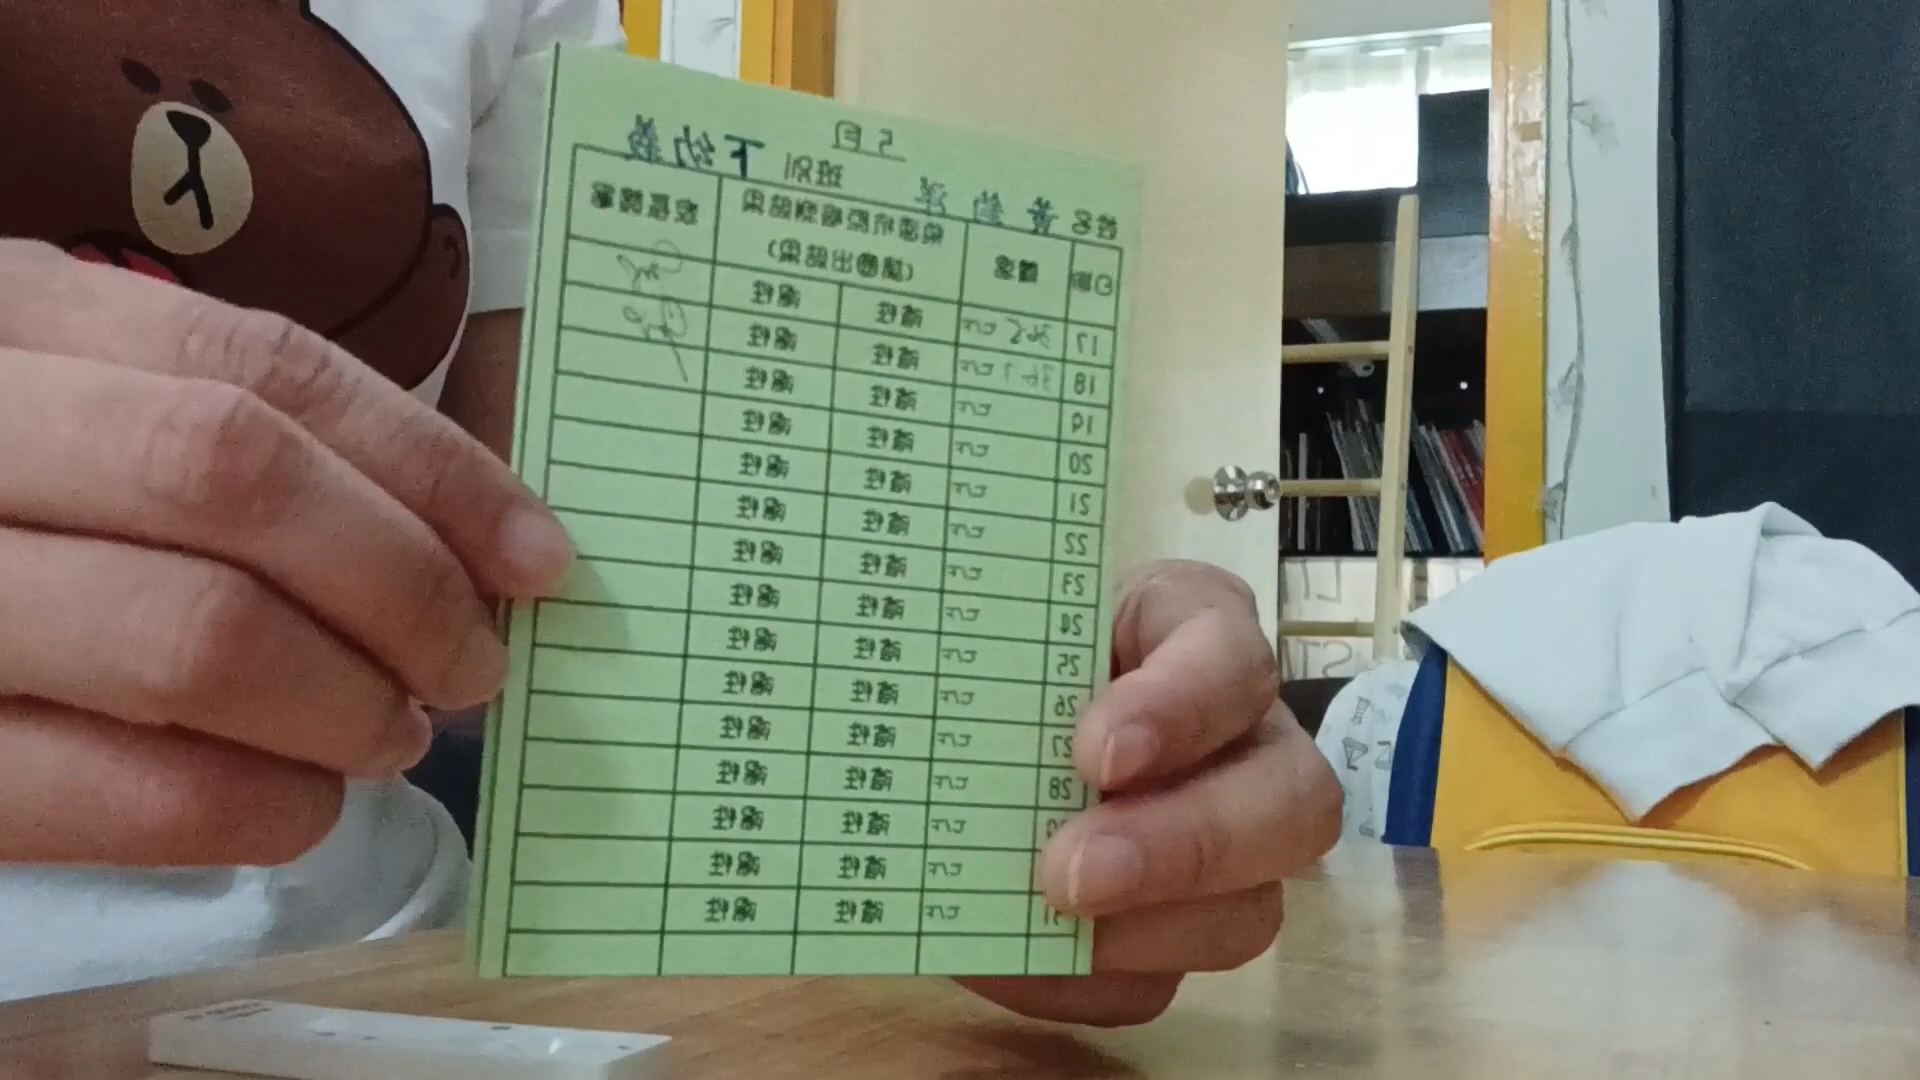 5月
姓名 黃 班別 下幼
日期 體溫 快速抗原檢測結果 家長簽署
(請圈出結果)
17 36.5 °C 陰性 陽性
18 36.7 °C 陰性 陽性
19 °C 陰性 陽性
20 °C 陰性 陽性
21 °C 陰性 陽性
22 °C 陰性 陽性
23 °C 陰性 陽性
24 °C 陰性 陽性
25 °C 陰性 陽性
26 °C 陰性 陽性
27 °C 陰性 陽性
28 °C 陰性 陽性
°C 陰性 陽性
°C 陰性 陽性
31 °C 陰性 陽性